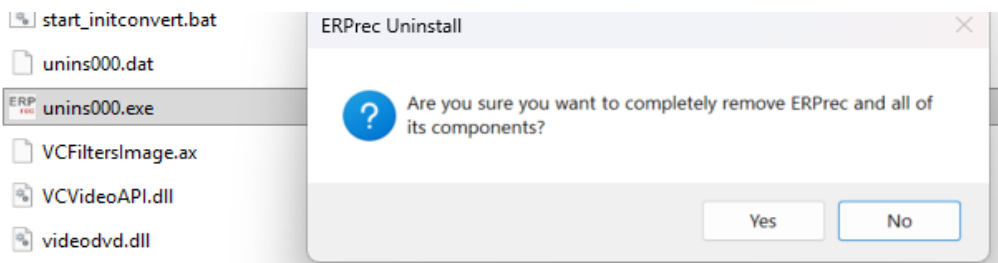 start_initconvert.bat
ERPrec Uninstall
unins000.dat
ERP
rec
unins000.exe
Are you sure you want to completely remove ERPrec and all of
its components?
VCFiltersImage.ax
VCVideoAPI.dll
Yes
No
videodvd.dll